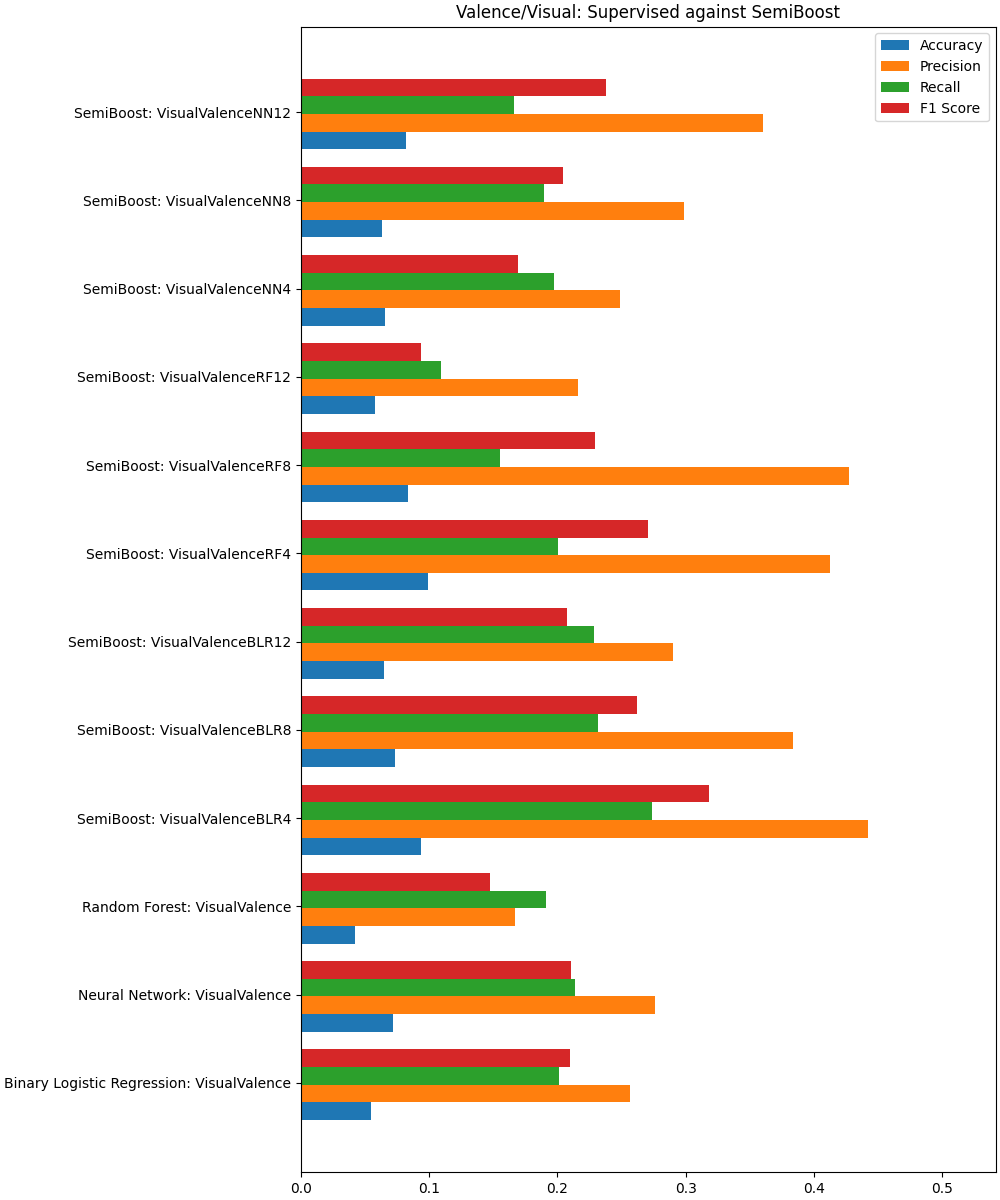 Valence/Visual: Supervised against SemiBoost
Accuracy
Precision
Recall
F1 Score
SemiBoost: VisualValenceNN12
SemiBoost: VisualValenceNN8
SemiBoost: VisualValenceNN4
SemiBoost: VisualValenceRF12
SemiBoost: VisualValenceRF8
SemiBoost: VisualValenceRF4
SemiBoost: VisualValenceBLR12
SemiBoost: VisualValenceBLR8
SemiBoost: VisualValenceBLR4
Random Forest: VisualValence
Neural Network: VisualValence
Binary Logistic Regression: VisualValence
0.0 0.1 0.2 0.3 0.4 0.5